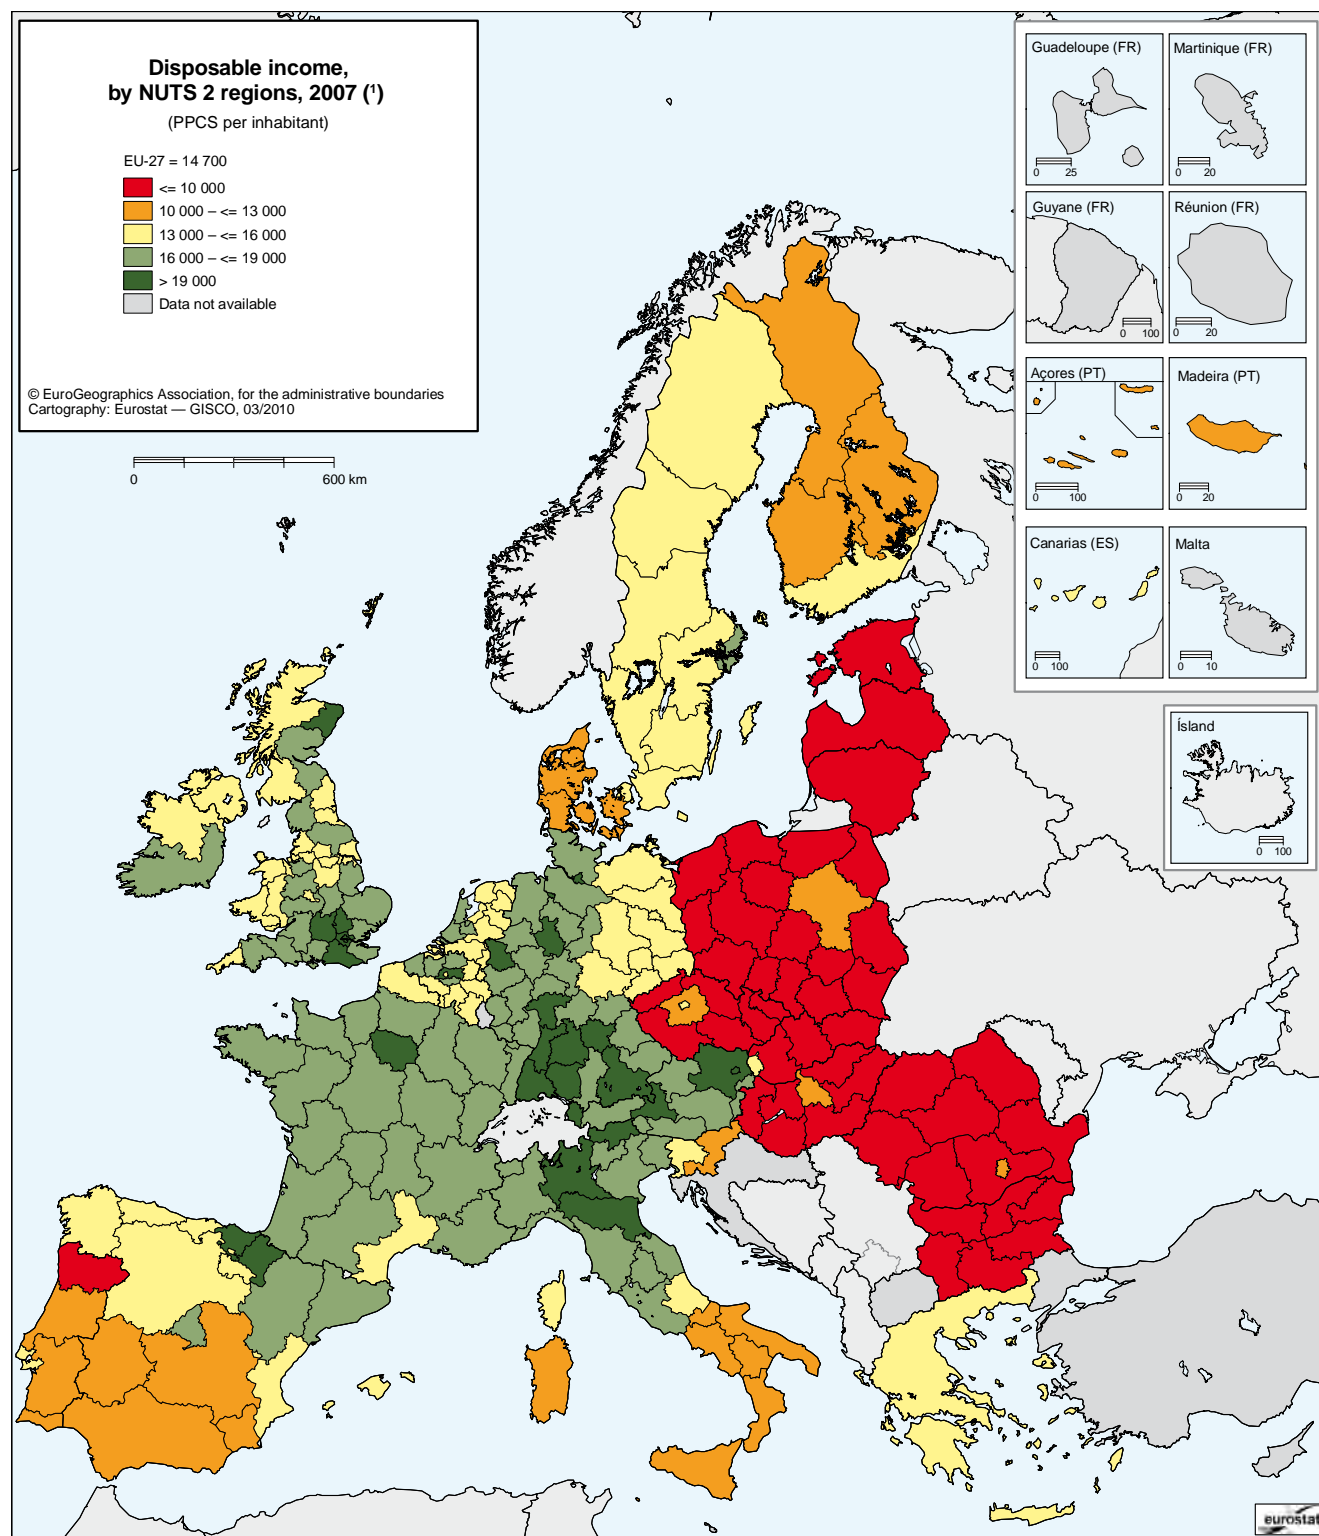 Disposable income,
by NUTS 2 regions, 2007 (¹)
(PPCS per inhabitant)
EU-27 = 14 700
<= 10 000
10 000 – <= 13 000
13 000 – <= 16 000
16 000 – <= 19 000
> 19 000
Data not available
© EuroGeographics Association, for the administrative boundaries
Cartography: Eurostat — GISCO, 03/2010
0 600 km
Guadeloupe (FR)
0 25
Martinique (FR)
0 20
Guyane (FR)
0 100
Réunion (FR)
0 20
Açores (PT)
0 100
Madeira (PT)
0 20
Canarias (ES)
0 100
Malta
0 10
Ísland
0 100
eurostat